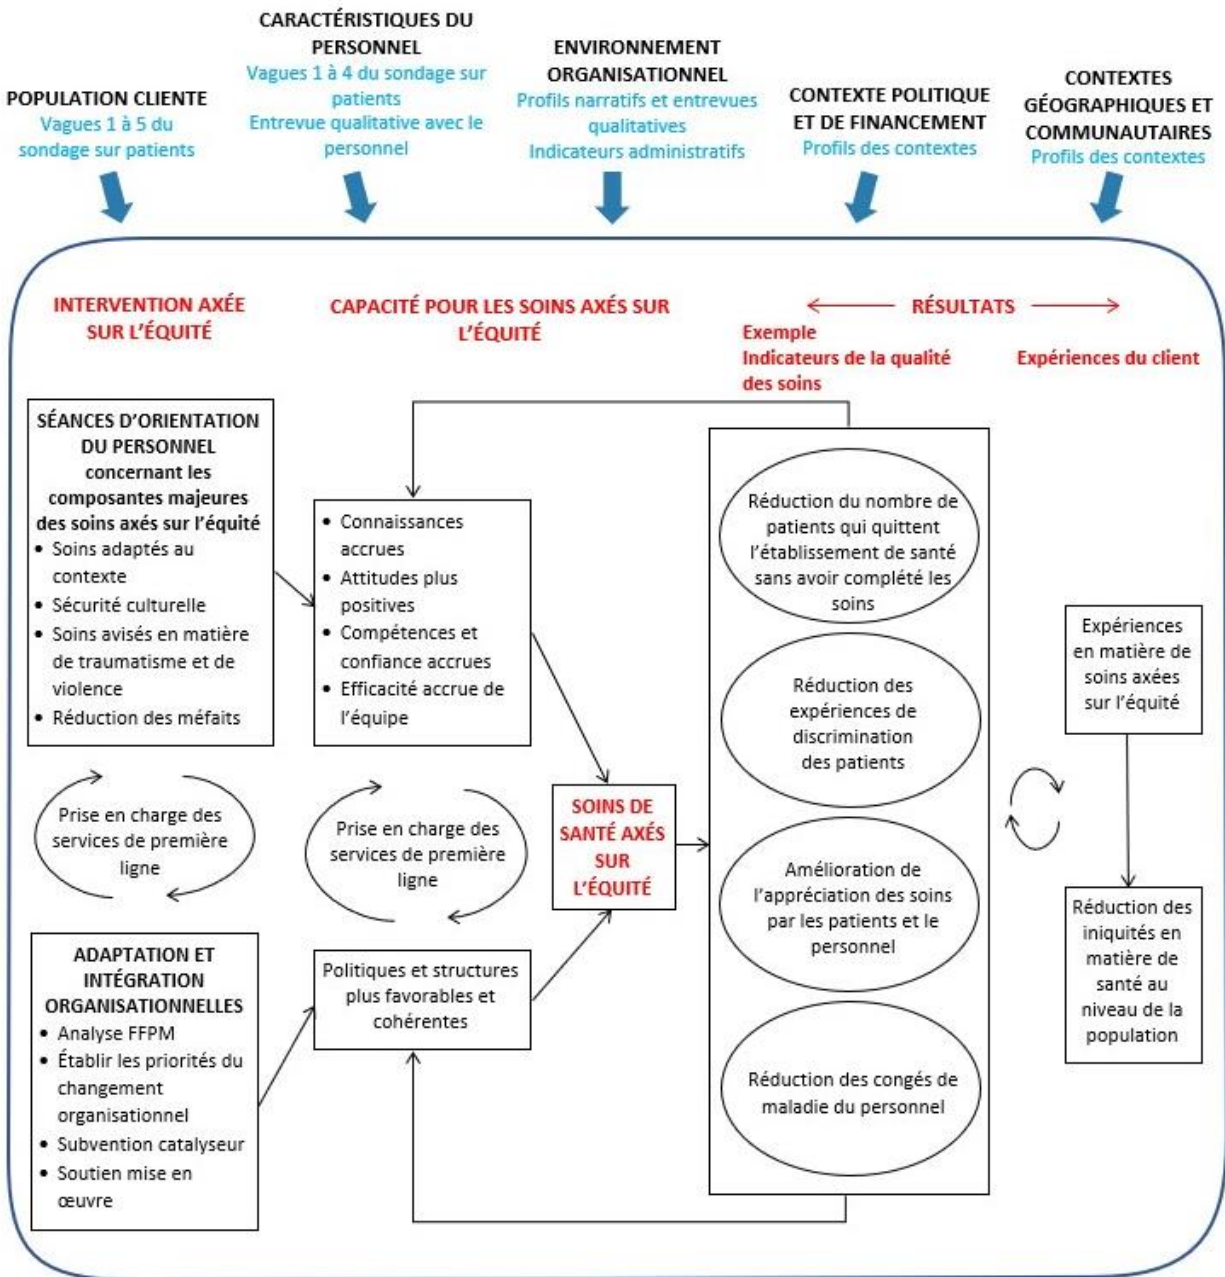 POPULATION CLIENTE
Vagues 1 à 5 du
sondage sur patients
CARACTÉRISTIQUES DU
PERSONNEL
Vagues 1 à 4 du sondage sur
patients
Entrevue qualitative avec le
personnel
ENVIRONNEMENT
ORGANISATIONNEL
Profils narratifs et entrevues
qualitatives
Indicateurs administratifs
CONTEXTE POLITIQUE
ET DE FINANCEMENT
Profils des contextes
CONTEXTES
GÉOGRAPHIQUES ET
COMMUNAUTAIRES
Profils des contextes
INTERVENTION AXÉE
SUR L’ÉQUITÉ
CAPACITÉ POUR LES SOINS AXÉS SUR
L’ÉQUITÉ
RÉSULTATS
Exemple
Indicateurs de la qualité
des soins
Expériences du client
SÉANCES D’ORIENTATION
DU PERSONNEL
concernant les
composantes majeures
des soins axés sur l’équité
• Soins adaptés au
contexte
• Sécurité culturelle
• Soins avisés en matière
de traumatisme et de
violence
• Réduction des méfaits
Prise en charge des
services de première
ligne
ADAPTATION ET
INTÉGRATION
ORGANISATIONNELLES
• Analyse FFPM
• Établir les priorités du
changement
organisationnel
• Subvention catalyseur
• Soutien mise en
œuvre
• Connaissances
accrues
• Attitudes plus
positives
• Compétences et
confiance accrues
• Efficacité accrue de
l’équipe
Prise en charge des
services de première
ligne
Politiques et structures
plus favorables et
cohérentes
SOINS DE
SANTÉ AXÉS
SUR
L’ÉQUITÉ
Réduction du nombre de
patients qui quittent
l’établissement de santé
sans avoir complété les
soins
Réduction des
expériences de
discrimination
des patients
Amélioration de
l’appréciation des soins
par les patients et le
personnel
Réduction des congés de
maladie du personnel
Expériences
en matière de
soins axées
sur l’équité
Réduction des
iniquités en
matière de
santé au
niveau de la
population